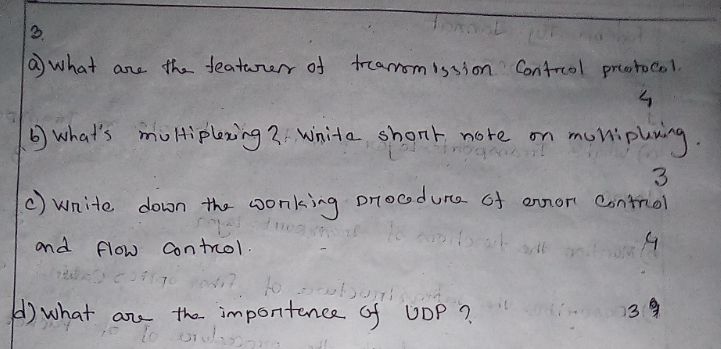 3.
a) what are the features of transmission Control protocol.
4
b) what's multiplexing? Write short note on multiplexing.
3
c) Write down the working procedure of error Control
and flow control.
4
d) what are the importence of UDP? 3